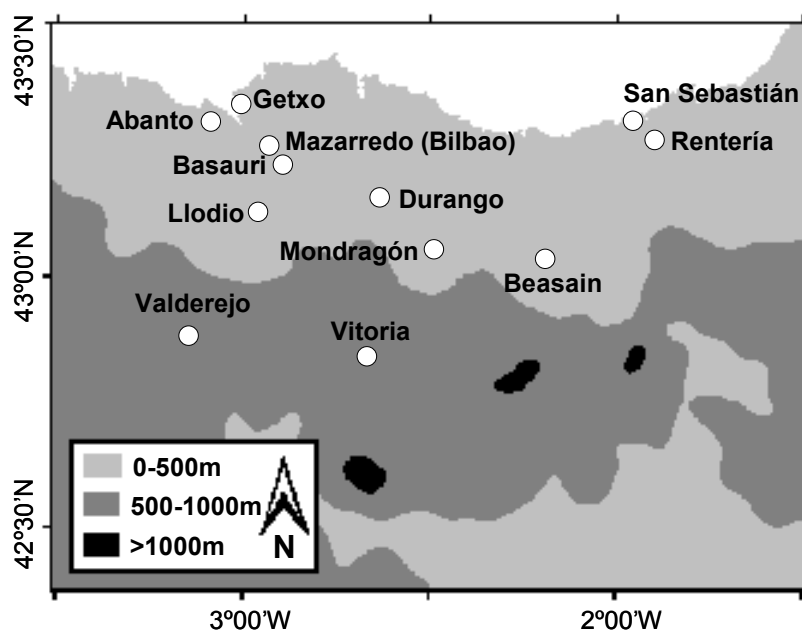 43º30'N
Getxo
San Sebastián
Abanto
Mazarredo (Bilbao)
Rentería
Basauri
Durango
Llodio
Mondragón
43º00'N
Beasain
Valderejo
Vitoria
0-500m
500-1000m
>1000m
N
42º30'N
3º00'W
2º00'W